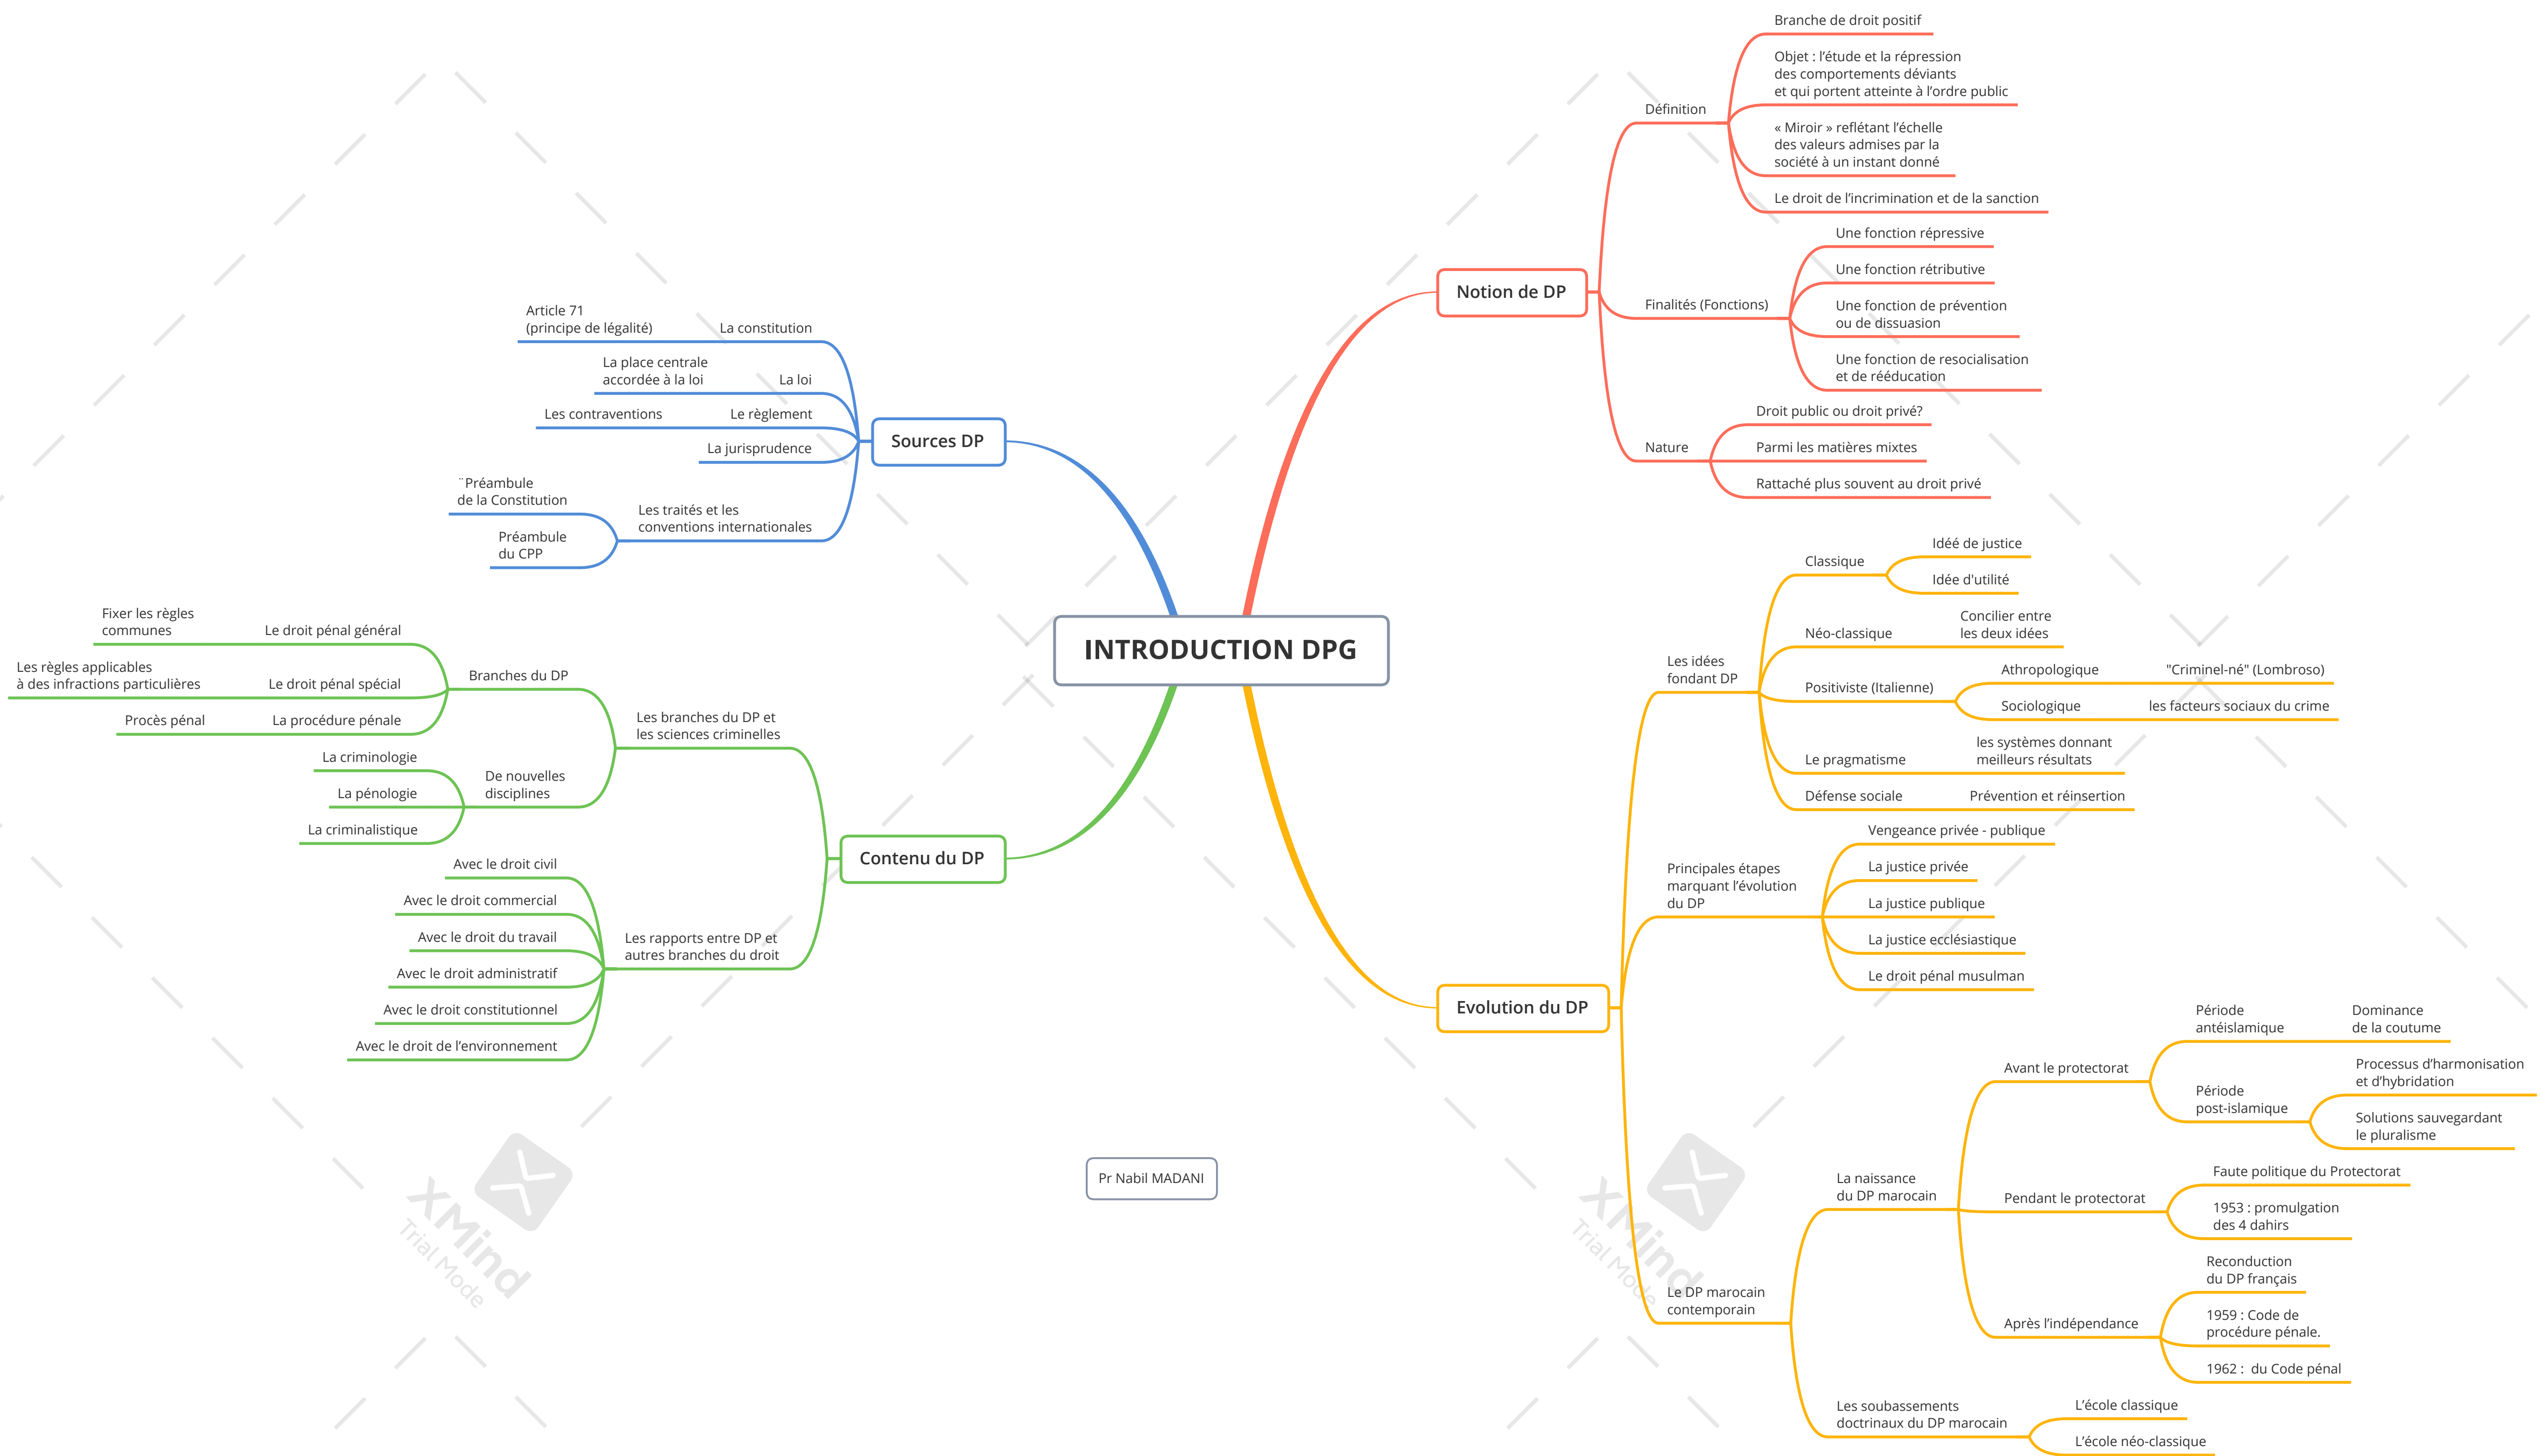 INTRODUCTION DPG
Notion de DP
Définition
Branche de droit positif
Objet : l’étude et la répression
des comportements déviants
et qui portent atteinte à l’ordre public
« Miroir » reflétant l’échelle
des valeurs admises par la
société à un instant donné
Le droit de l’incrimination et de la sanction
Finalités (Fonctions)
Une fonction répressive
Une fonction rétributive
Une fonction de prévention
ou de dissuasion
Une fonction de resocialisation
et de rééducation
Nature
Droit public ou droit privé?
Parmi les matières mixtes
Rattaché plus souvent au droit privé
Evolution du DP
Les idées
fondant DP
Classique
Idéé de justice
Idée d'utilité
Néo-classique
Concilier entre
les deux idées
Positiviste (Italienne)
Athropologique
"Criminel-né" (Lombroso)
Sociologique
les facteurs sociaux du crime
Le pragmatisme
les systèmes donnant
meilleurs résultats
Défense sociale
Prévention et réinsertion
Principales étapes
marquant l’évolution
du DP
Vengeance privée - publique
La justice privée
La justice publique
La justice ecclésiastique
Le droit pénal musulman
Le DP marocain
contemporain
La naissance
du DP marocain
Avant le protectorat
Période
antéislamique
Dominance
de la coutume
Période
post-islamique
Processus d’harmonisation
et d’hybridation
Solutions sauvegardant
le pluralisme
Pendant le protectorat
Faute politique du Protectorat
1953 : promulgation
des 4 dahirs
Après l’indépendance
Reconduction
du DP français
1959 : Code de
procédure pénale.
1962 :  du Code pénal
Les soubassements
doctrinaux du DP marocain
L’école classique
L’école néo-classique
Sources DP
La constitution
Article 71
(principe de légalité)
La loi
La place centrale
accordée à la loi
Le règlement
Les contraventions
La jurisprudence
Les traités et les
conventions internationales
¨Préambule
de la Constitution
Préambule
du CPP
Contenu du DP
Les branches du DP et
les sciences criminelles
Branches du DP
Le droit pénal général
Fixer les règles
communes
Le droit pénal spécial
Les règles applicables
à des infractions particulières
La procédure pénale
Procès pénal
De nouvelles
disciplines
La criminologie
La pénologie
La criminalistique
Les rapports entre DP et
autres branches du droit
Avec le droit civil
Avec le droit commercial
Avec le droit du travail
Avec le droit administratif
Avec le droit constitutionnel
Avec le droit de l’environnement
Pr Nabil MADANI
XMind
Trial Mode
XMind
Trial Mode